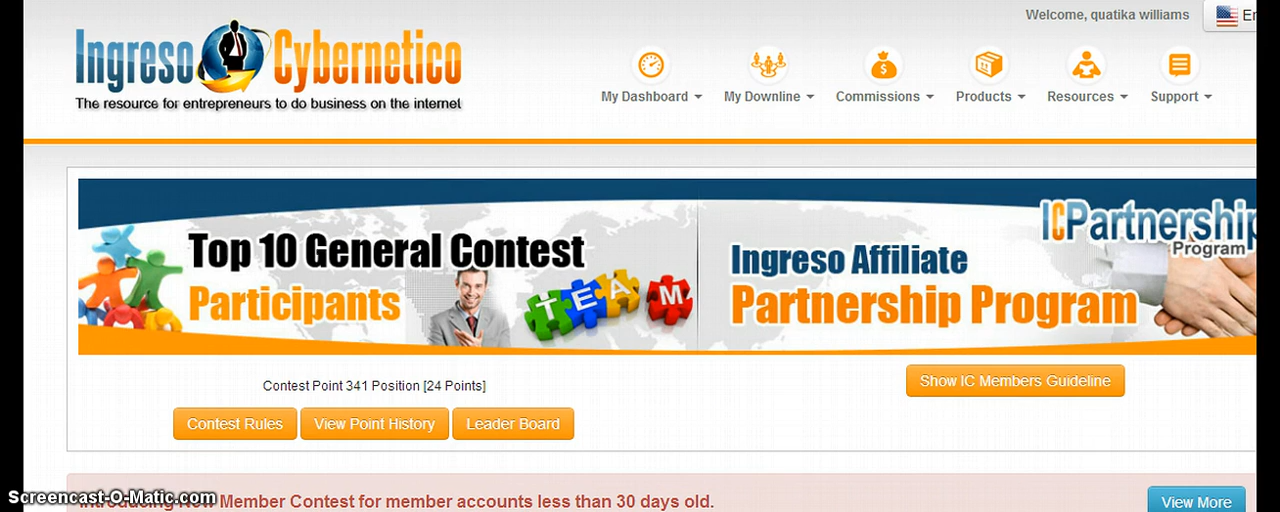 Welcome, quatika williams
Ingreso Cybernetico
The resource for entrepreneurs to do business on the internet
My Dashboard
My Downline
Commissions
Products
Resources
Support
Top 10 General Contest
Participants
TEAM
ICPartnership
Program
Ingreso Affiliate
Partnership Program
Contest Point 341 Position [24 Points]
Show IC Members Guideline
Contest Rules
View Point History
Leader Board
Member Contest for member accounts less than 30 days old.
View More
Screencast-O-Matic.com